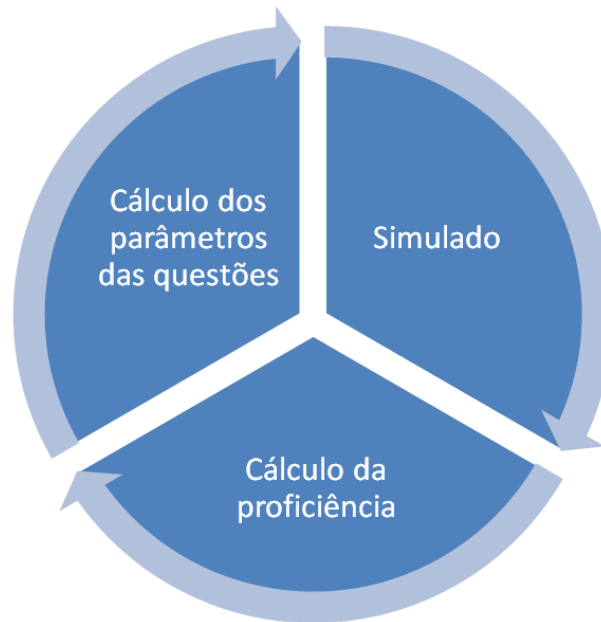 Cálculo dos
parâmetros
das questões
Simulado
Cálculo da
proficiência